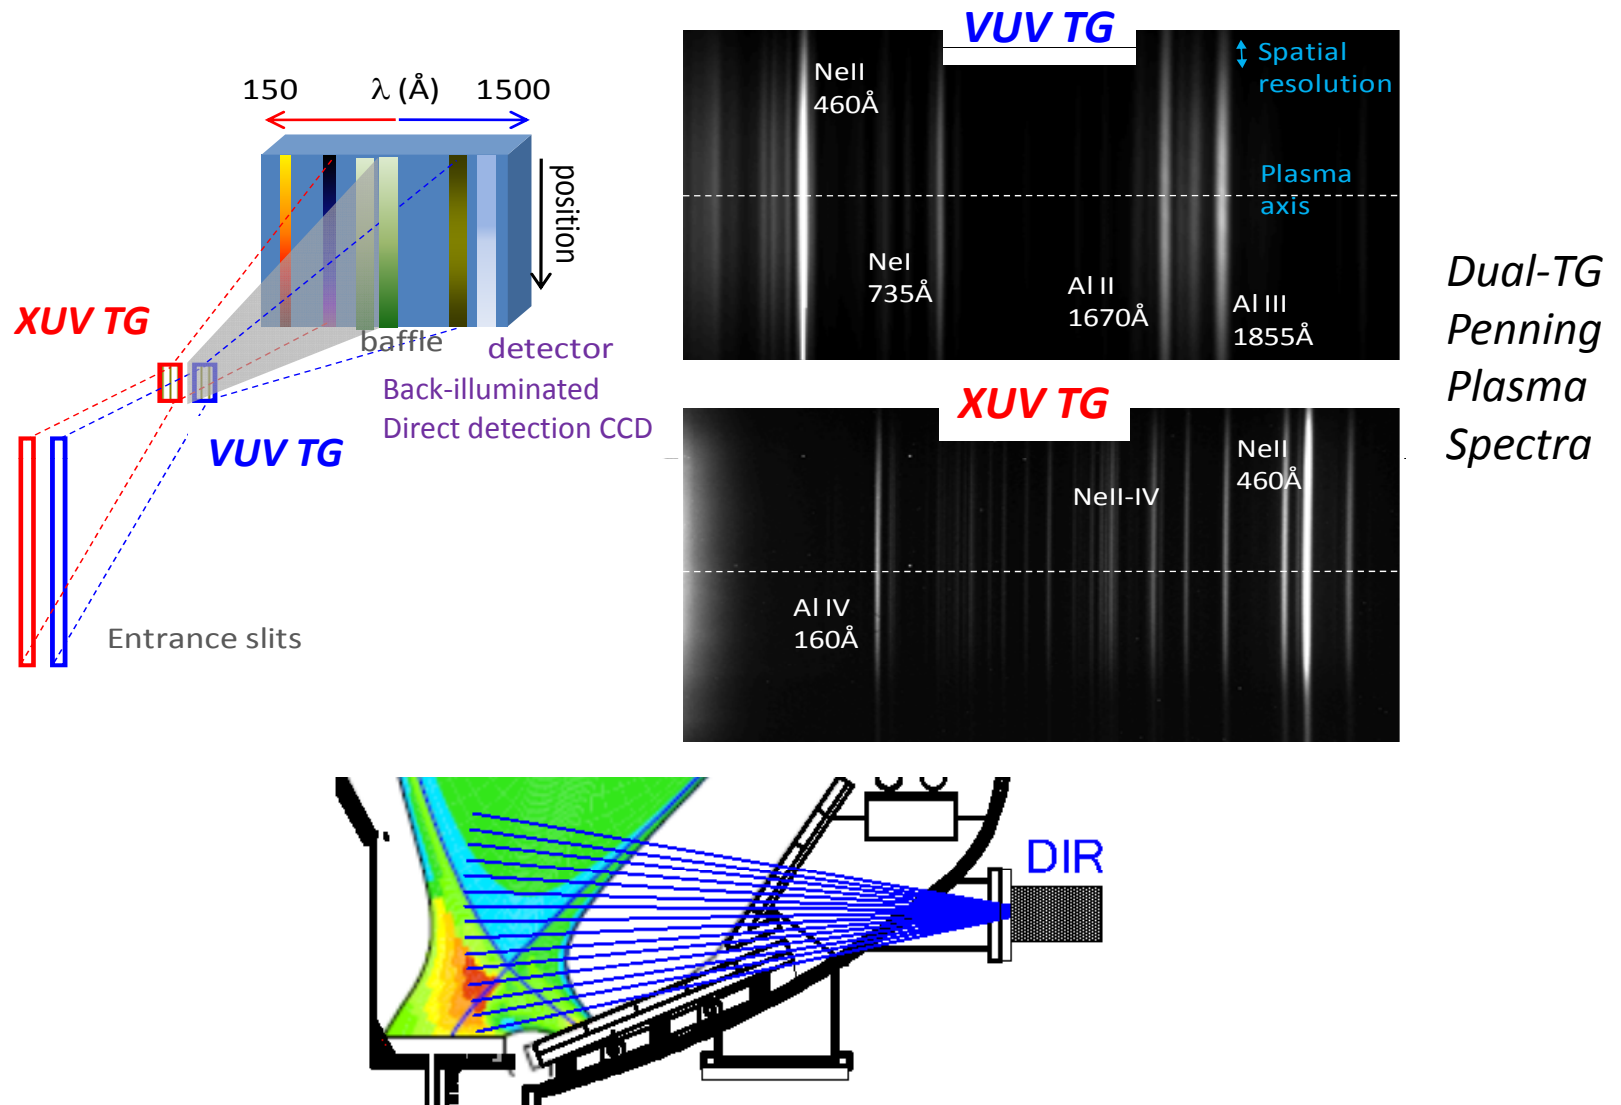 150 λ (Å) 1500
position
XUV TG
baffle
detector
Back-illuminated
Direct detection CCD
VUV TG
Entrance slits
VUV TG
NeII
460Å
Spatial
resolution
Plasma
axis
NeI
735Å
Al II
1670Å
Al III
1855Å
XUV TG
NeII
460Å
NeII-IV
Al IV
160Å
Dual-TG
Penning
Plasma
Spectra
DIR